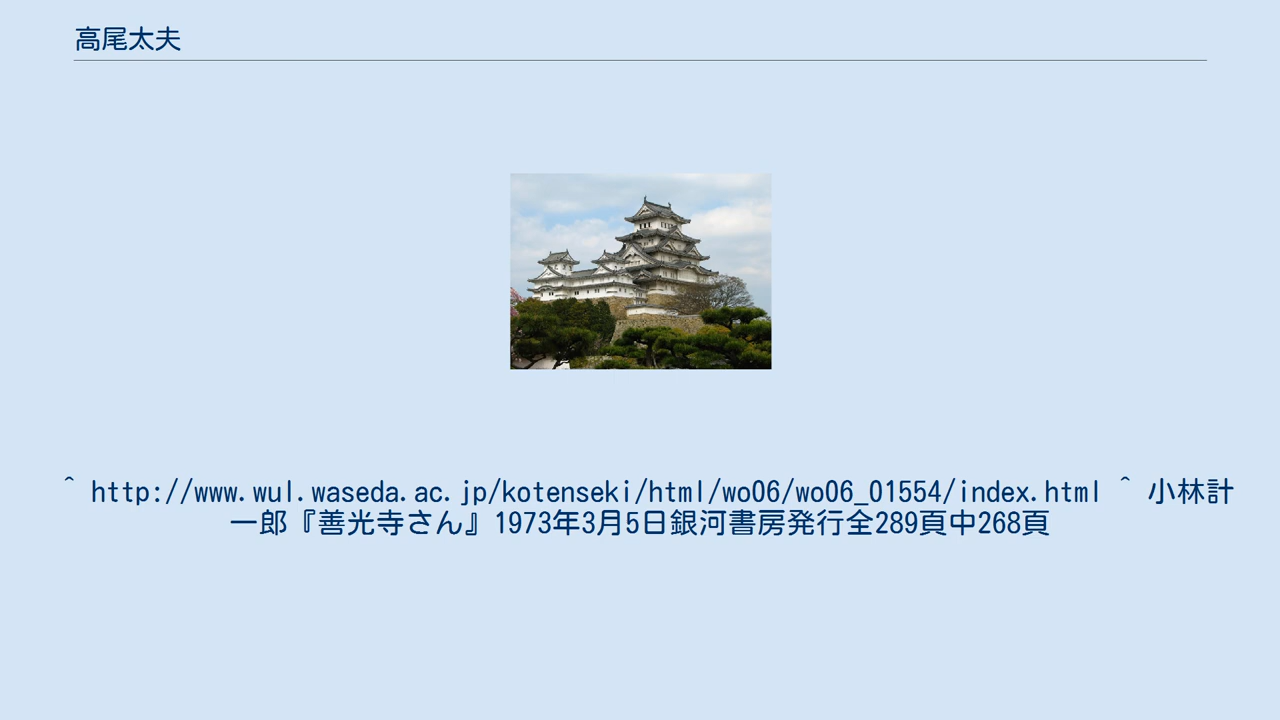 高尾太夫
^ http://www.wul.waseda.ac.jp/kotenseki/html/wo06/wo06_01554/index.html ^ 小林計
一郎『善光寺さん』1973年3月5日銀河書房発行全289頁中268頁